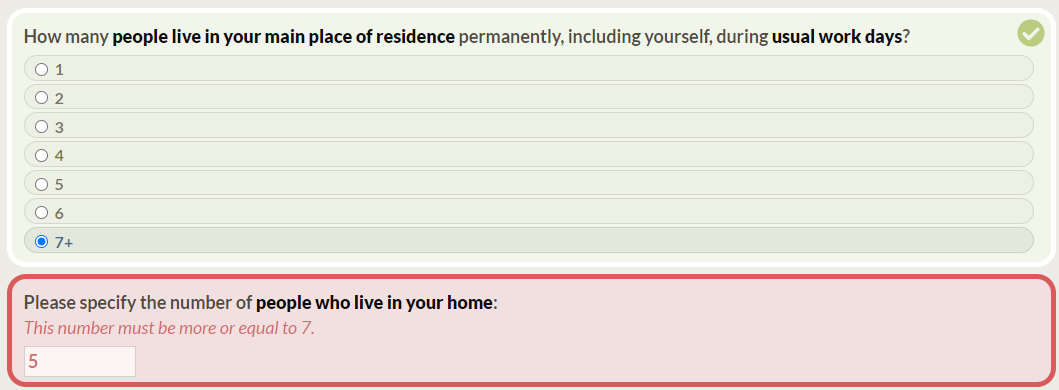 How many people live in your main place of residence permanently, including yourself, during usual work days?
1
2
3
4
5
6
7+
Please specify the number of people who live in your home:
This number must be more or equal to 7.
5